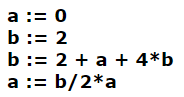 a := 0
b := 2
b := 2 + a + 4*b
a := b/2*a